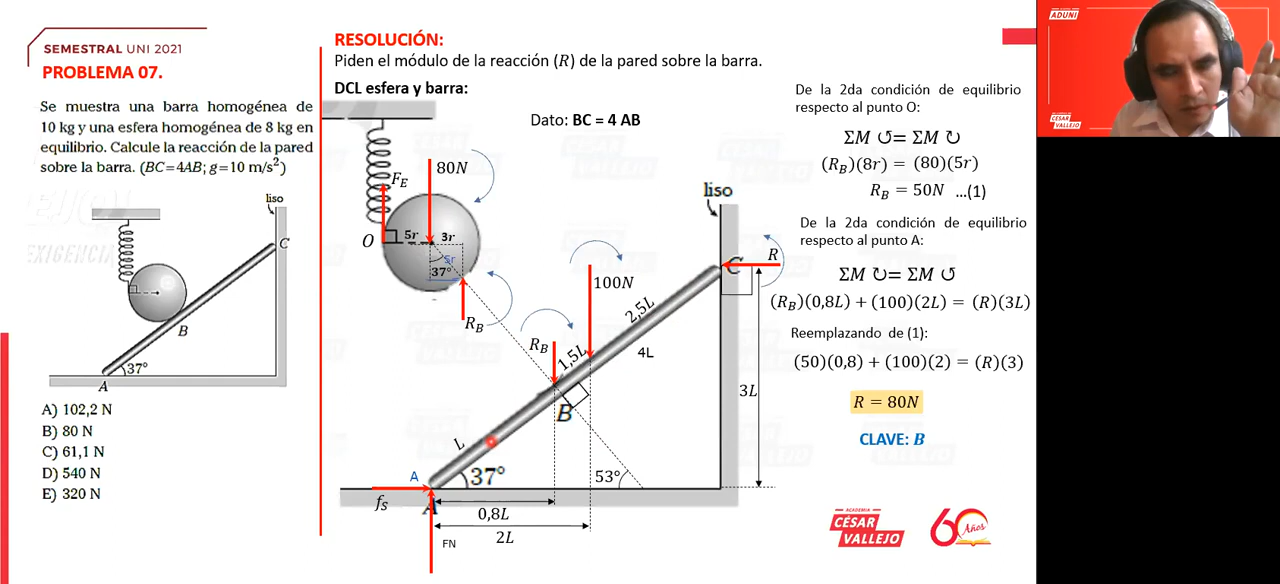 SEMESTRAL UNI 2021
PROBLEMA 07.
Se muestra una barra homogénea de
10 kg y una esfera homogénea de 8 kg en
equilibrio. Calcule la reacción de la pared
sobre la barra. (BC=4AB; g=10 m/s²)
liso
C
B
37°
A
A) 102,2 N
B) 80 N
C) 61,1 N
D) 540 N
E) 320 N
RESOLUCIÓN:
Piden el módulo de la reacción (R) de la pared sobre la barra.
DCL esfera y barra:
Dato: BC = 4 AB
80N
F_E
O
5r
3r
5r
37°
R_B
R_B
100N
1,5L
2,5L
4L
liso
C
R
3L
B
L
A
37°
53°
f_S
A
0,8L
2L
FN
De la 2da condición de equilibrio
respecto al punto O:
ΣM ↺= ΣM ↻
(R_B)(8r) = (80)(5r)
R_B = 50N ...(1)
De la 2da condición de equilibrio
respecto al punto A:
ΣM ↻= ΣM ↺
(R_B)(0,8L) + (100)(2L) = (R)(3L)
Reemplazando de (1):
(50)(0,8) + (100)(2) = (R)(3)
R = 80N
CLAVE: B
ACADEMIA
CÉSAR
VALLEJO
60 Años
ADUNI
CÉSAR
VALLEJO